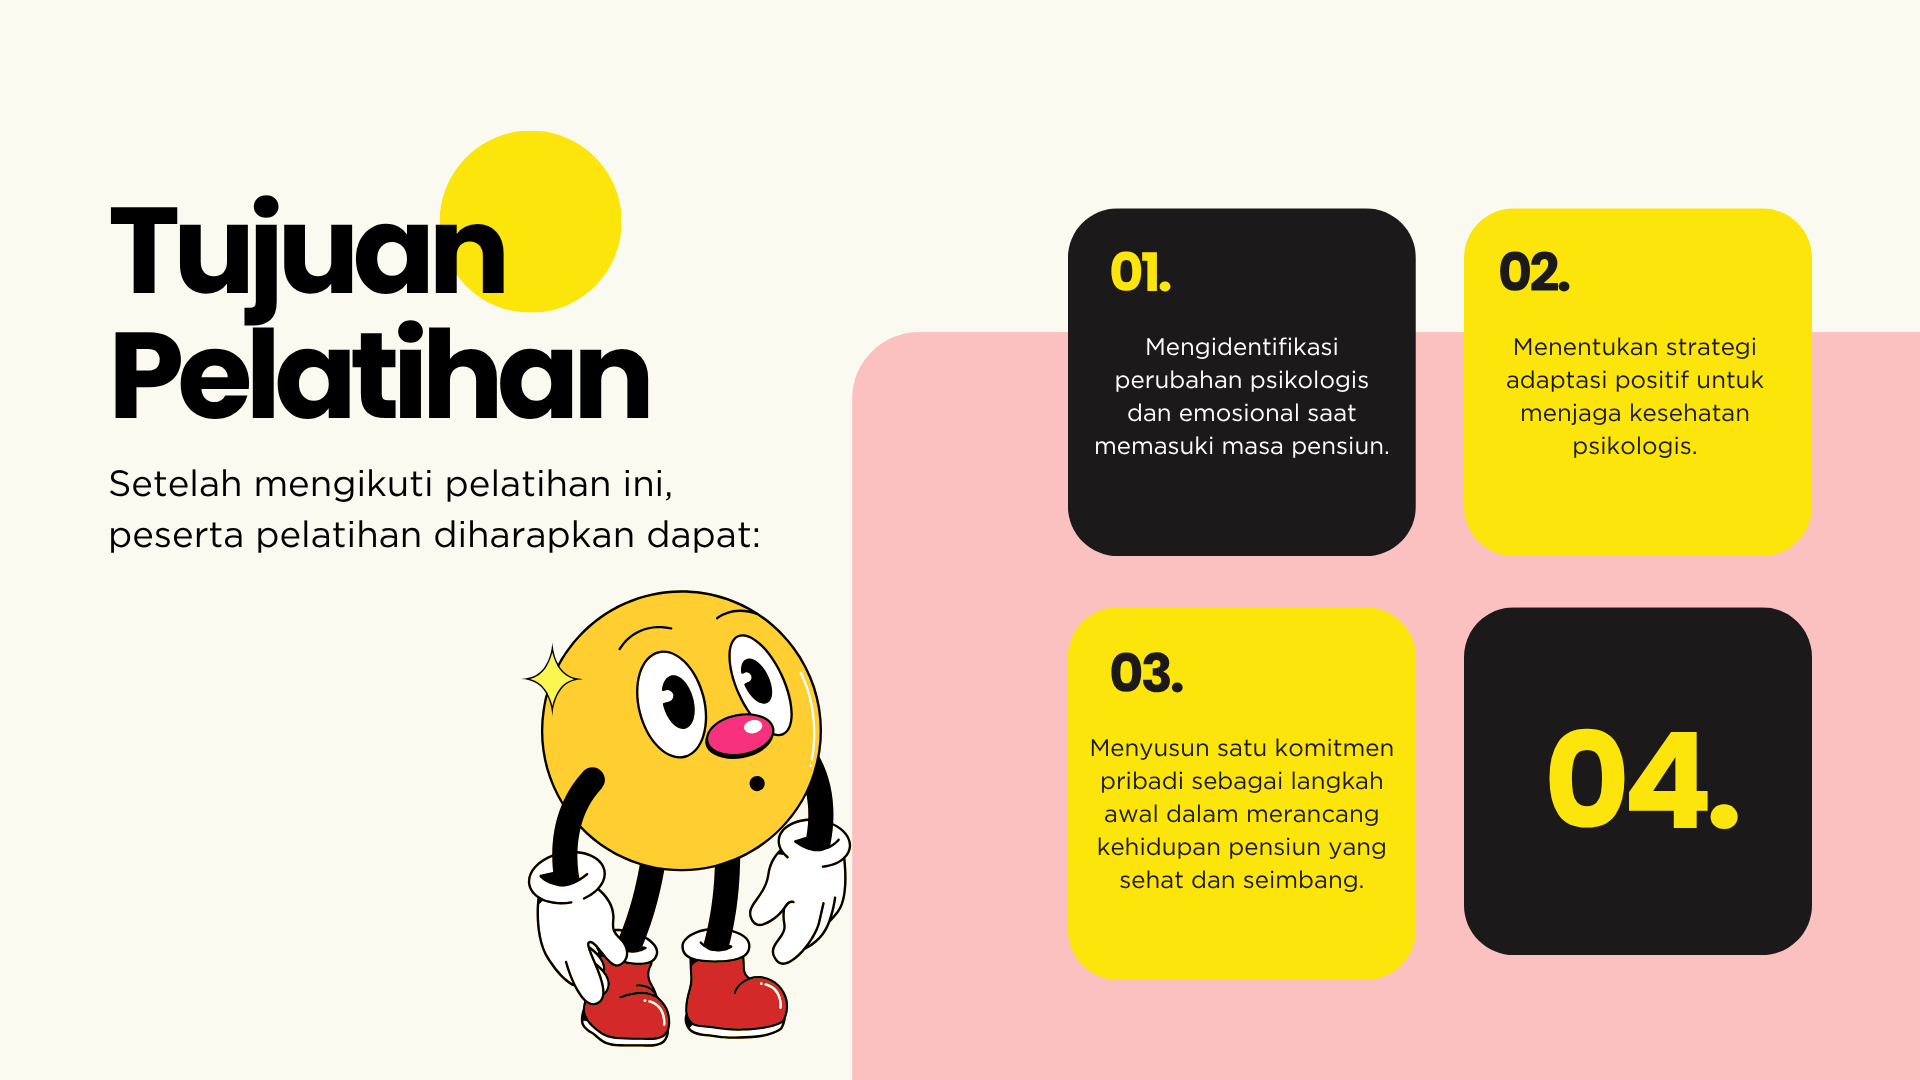 Tujuan
Pelatihan
Setelah mengikuti pelatihan ini,
peserta pelatihan diharapkan dapat:
01.
Mengidentifikasi
perubahan psikologis
dan emosional saat
memasuki masa pensiun.
02.
Menentukan strategi
adaptasi positif untuk
menjaga kesehatan
psikologis.
03.
Menyusun satu komitmen
pribadi sebagai langkah
awal dalam merancang
kehidupan pensiun yang
sehat dan seimbang.
04.